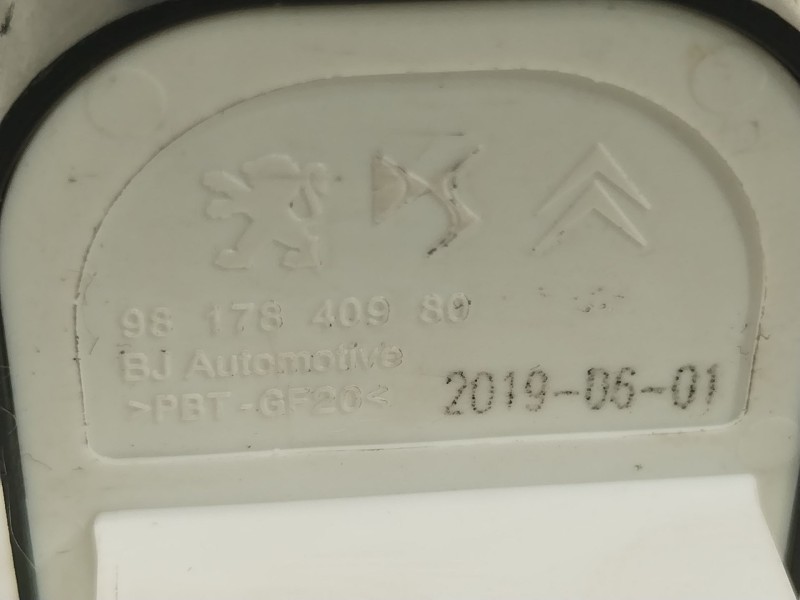 98 178 409 80
BJ Automotive
>PBT-GF20<
2019-06-01